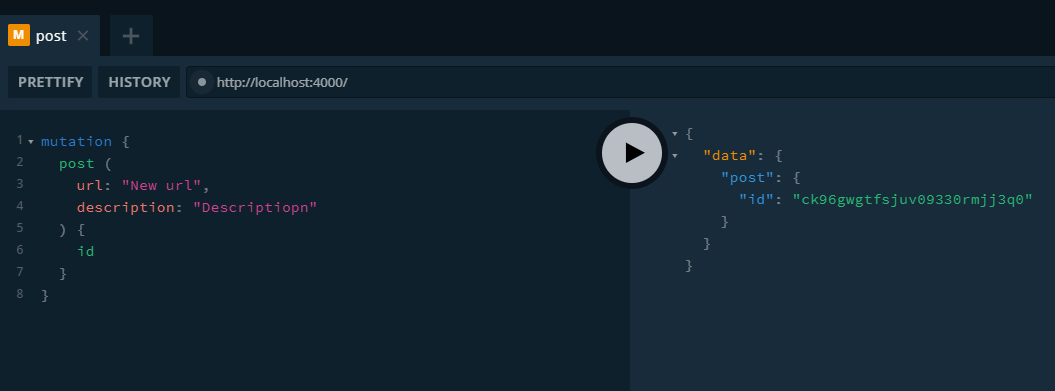 M post
PRETTIFY HISTORY http://localhost:4000/
1 mutation {
2 post (
3 url: "New url",
4 description: "Descriptiopn"
5 ) {
6 id
7 }
8 }
{
"data": {
"post": {
"id": "ck96gwgtfsjuv09330rmjj3q0"
}
}
}